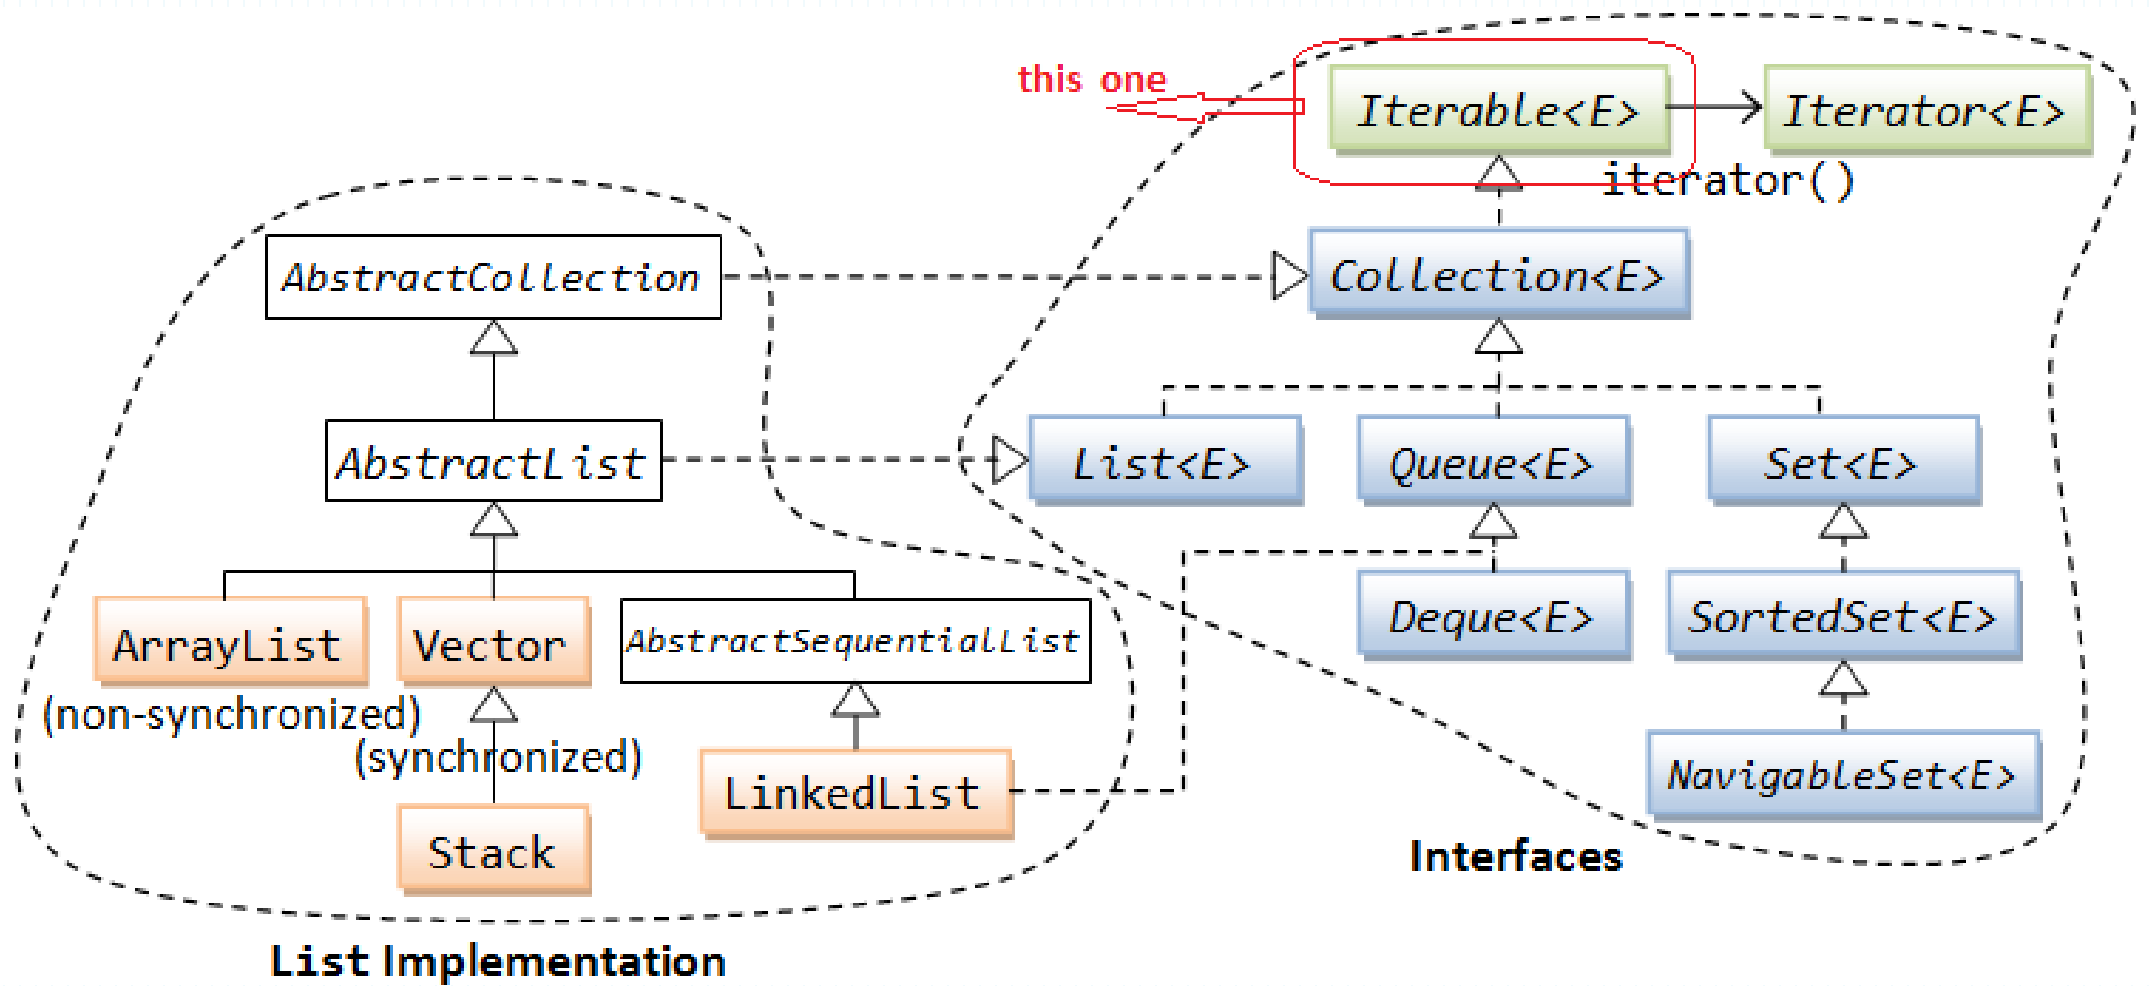 this one
Iterable<E>
Iterator<E>
iterator()
AbstractCollection
Collection<E>
AbstractList
List<E>
Queue<E>
Set<E>
ArrayList
Vector
AbstractSequentialList
Deque<E>
SortedSet<E>
(non-synchronized)
(synchronized)
LinkedList
NavigableSet<E>
Stack
Interfaces
List Implementation